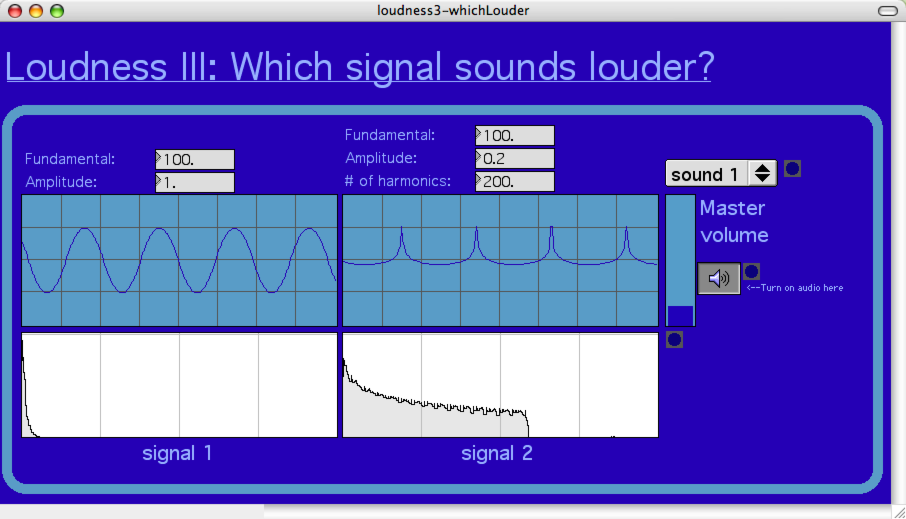 loudness3-whichLouder
Loudness III: Which signal sounds louder?
Fundamental: 100.
Amplitude: 1.
Fundamental: 100.
Amplitude: 0.2
# of harmonics: 200.
sound 1
Master
volume
<--Turn on audio here
signal 1
signal 2